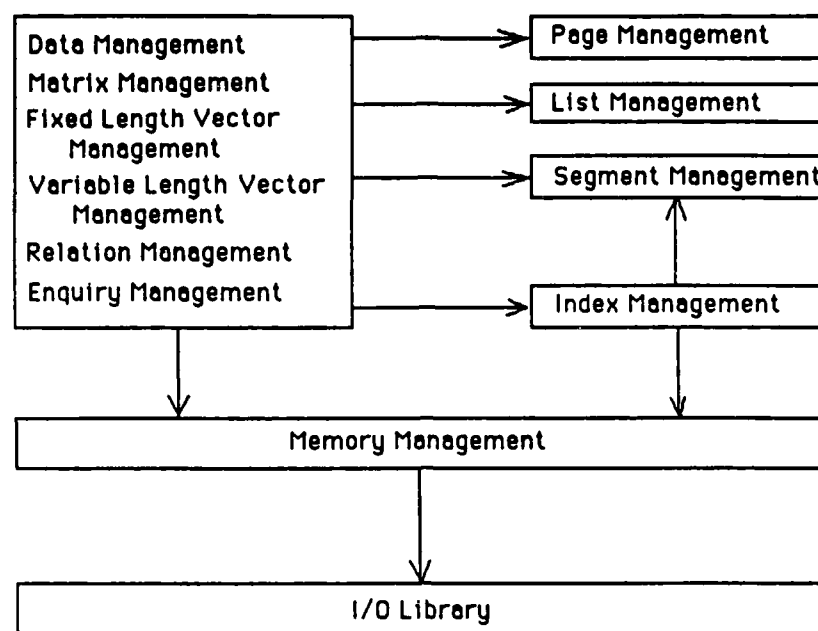 Data Management
Matrix Management
Fixed Length Vector
Management
Variable Length Vector
Management
Relation Management
Enquiry Management
Page Management
List Management
Segment Management
Index Management
Memory Management
I/O Library